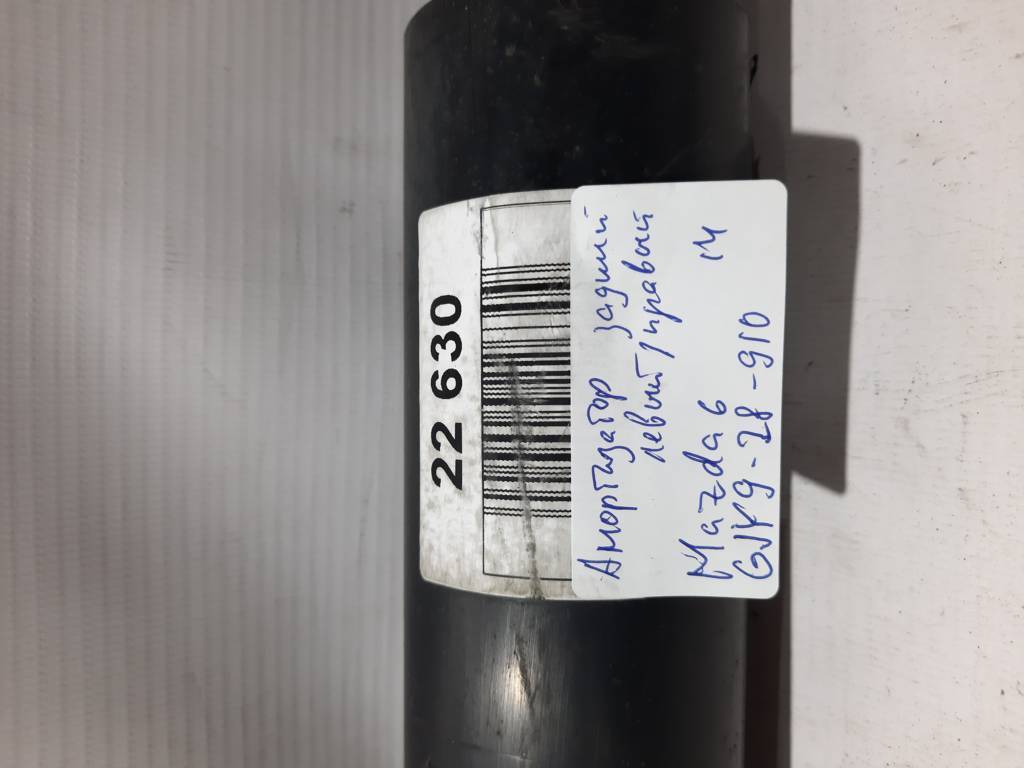 22 630
Амортизатор задний
левый/правый
Mazda 6 М
GJY9-28-910